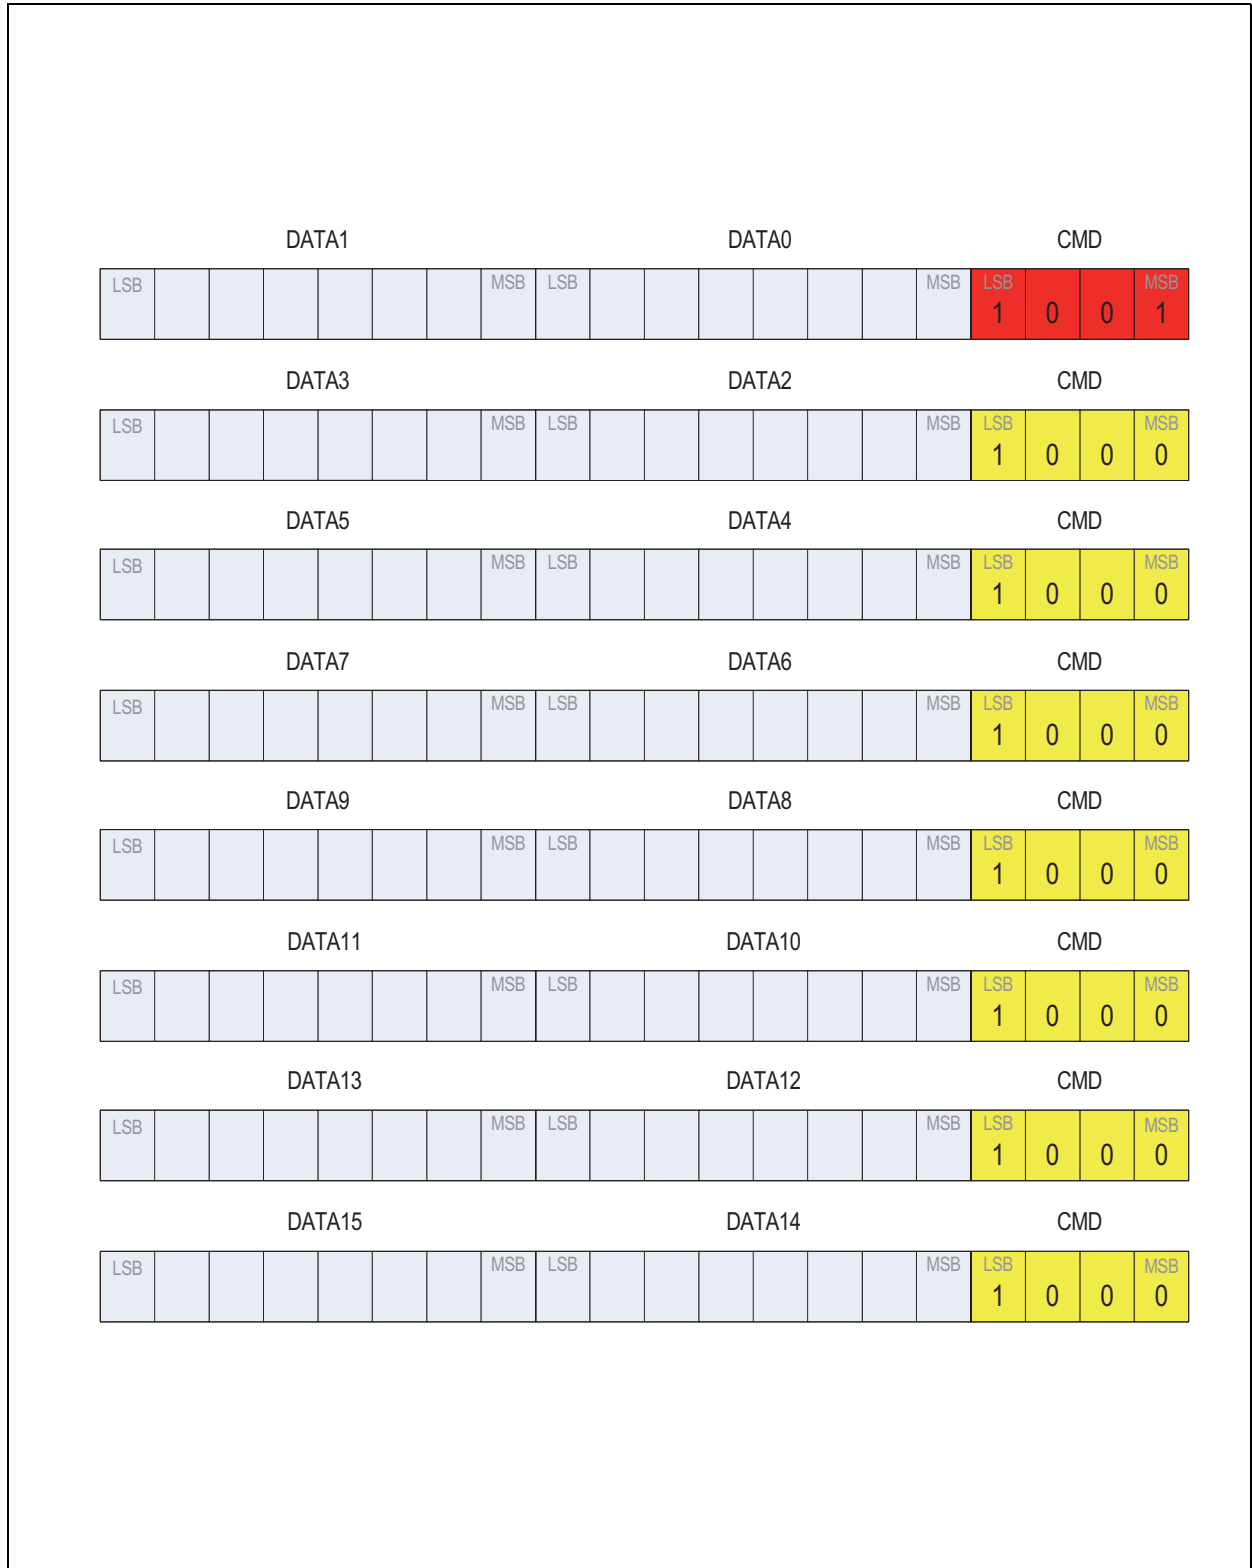 DATA1 DATA0 CMD
LSB MSB LSB MSB LSB MSB
1 0 0 1
DATA3 DATA2 CMD
LSB MSB LSB MSB LSB MSB
1 0 0 0
DATA5 DATA4 CMD
LSB MSB LSB MSB LSB MSB
1 0 0 0
DATA7 DATA6 CMD
LSB MSB LSB MSB LSB MSB
1 0 0 0
DATA9 DATA8 CMD
LSB MSB LSB MSB LSB MSB
1 0 0 0
DATA11 DATA10 CMD
LSB MSB LSB MSB LSB MSB
1 0 0 0
DATA13 DATA12 CMD
LSB MSB LSB MSB LSB MSB
1 0 0 0
DATA15 DATA14 CMD
LSB MSB LSB MSB LSB MSB
1 0 0 0